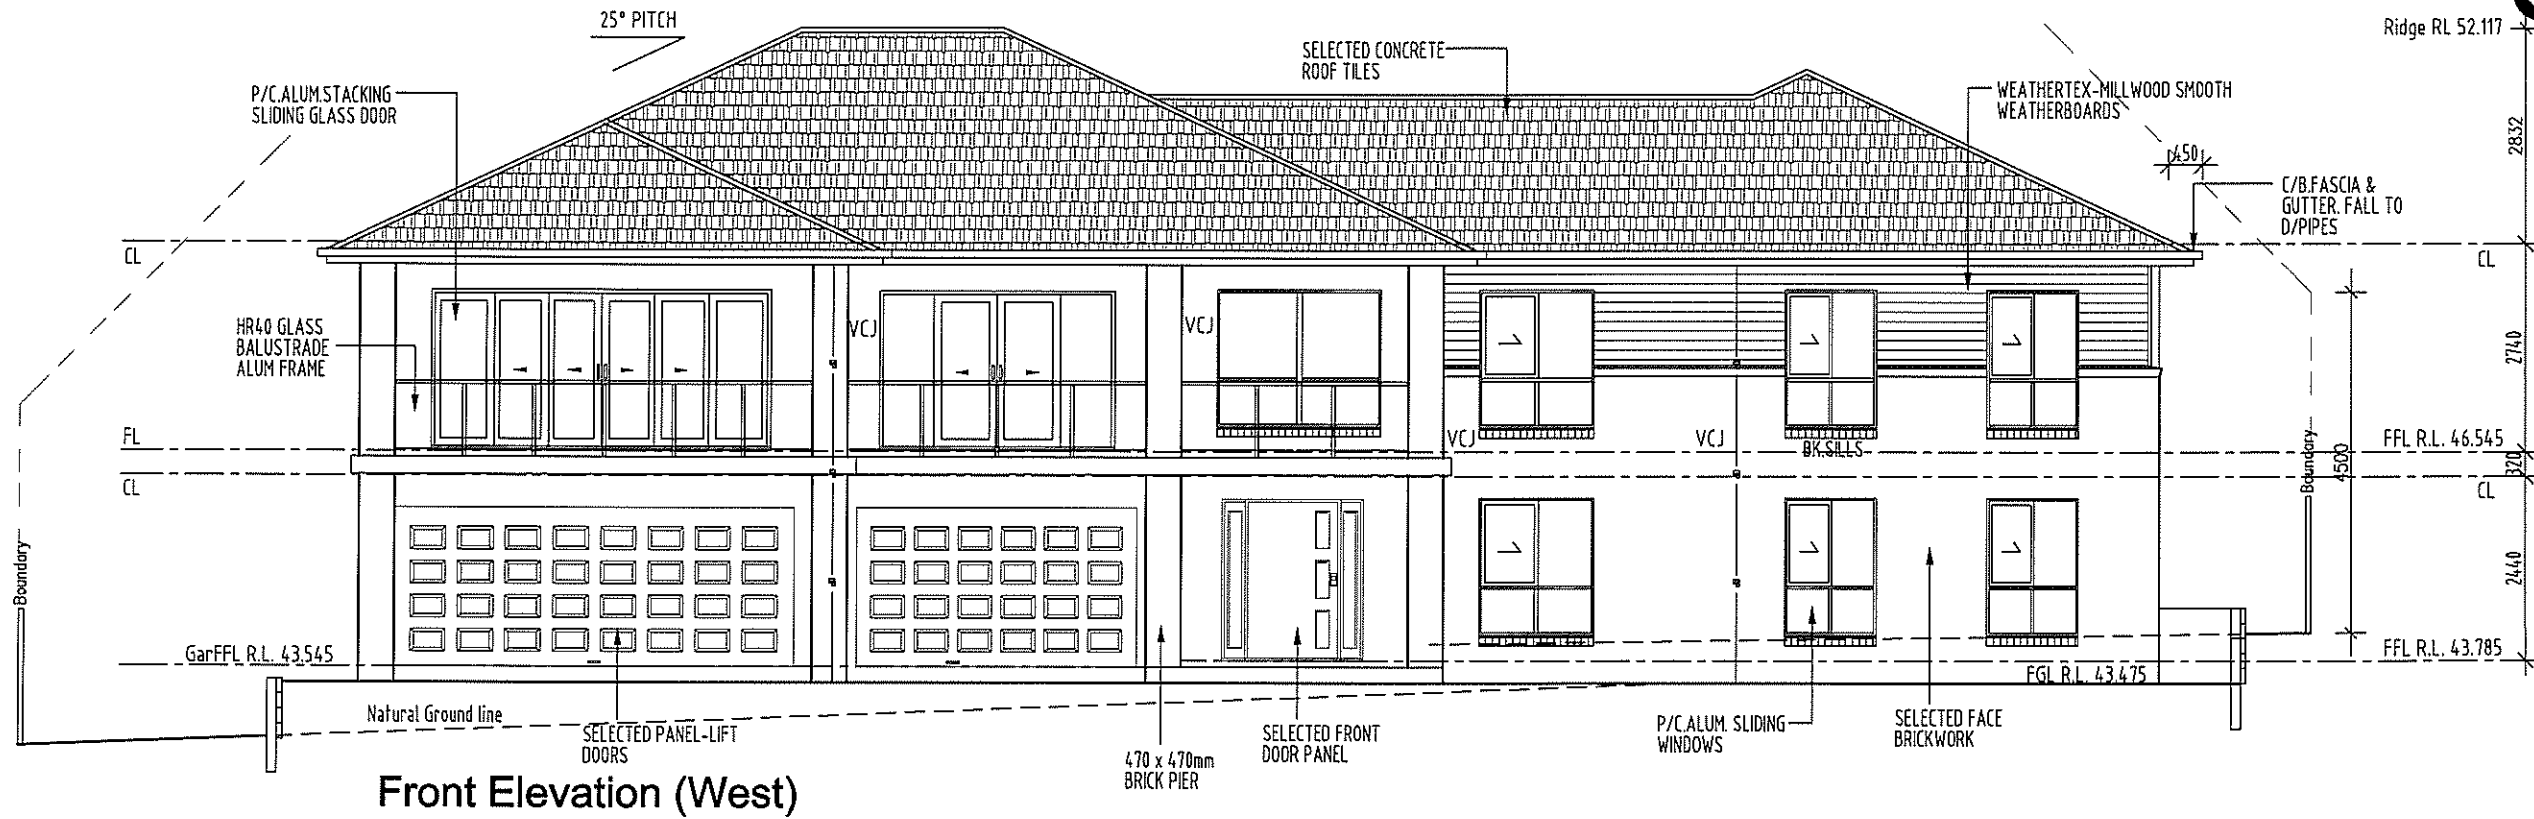 25° PITCH
Ridge RL 52.117
SELECTED CONCRETE
ROOF TILES
P/C.ALUM.STACKING
SLIDING GLASS DOOR
WEATHERTEX-MILLWOOD SMOOTH
WEATHERBOARDS
2832
450
C/B.FASCIA &
GUTTER. FALL TO
D/PIPES
CL
CL
HR40 GLASS
BALUSTRADE
ALUM FRAME
VCJ
VCJ
2740
FL
VCJ
VCJ
BK.SILLS
FFL R.L. 46.545
4500
320
CL
CL
Boundary
Boundary
2440
GarFFL R.L. 43.545
FFL R.L. 43.785
FGL R.L. 43.475
Natural Ground line
SELECTED PANEL-LIFT
DOORS
470 x 470mm
BRICK PIER
SELECTED FRONT
DOOR PANEL
P/C.ALUM. SLIDING
WINDOWS
SELECTED FACE
BRICKWORK
Front Elevation (West)